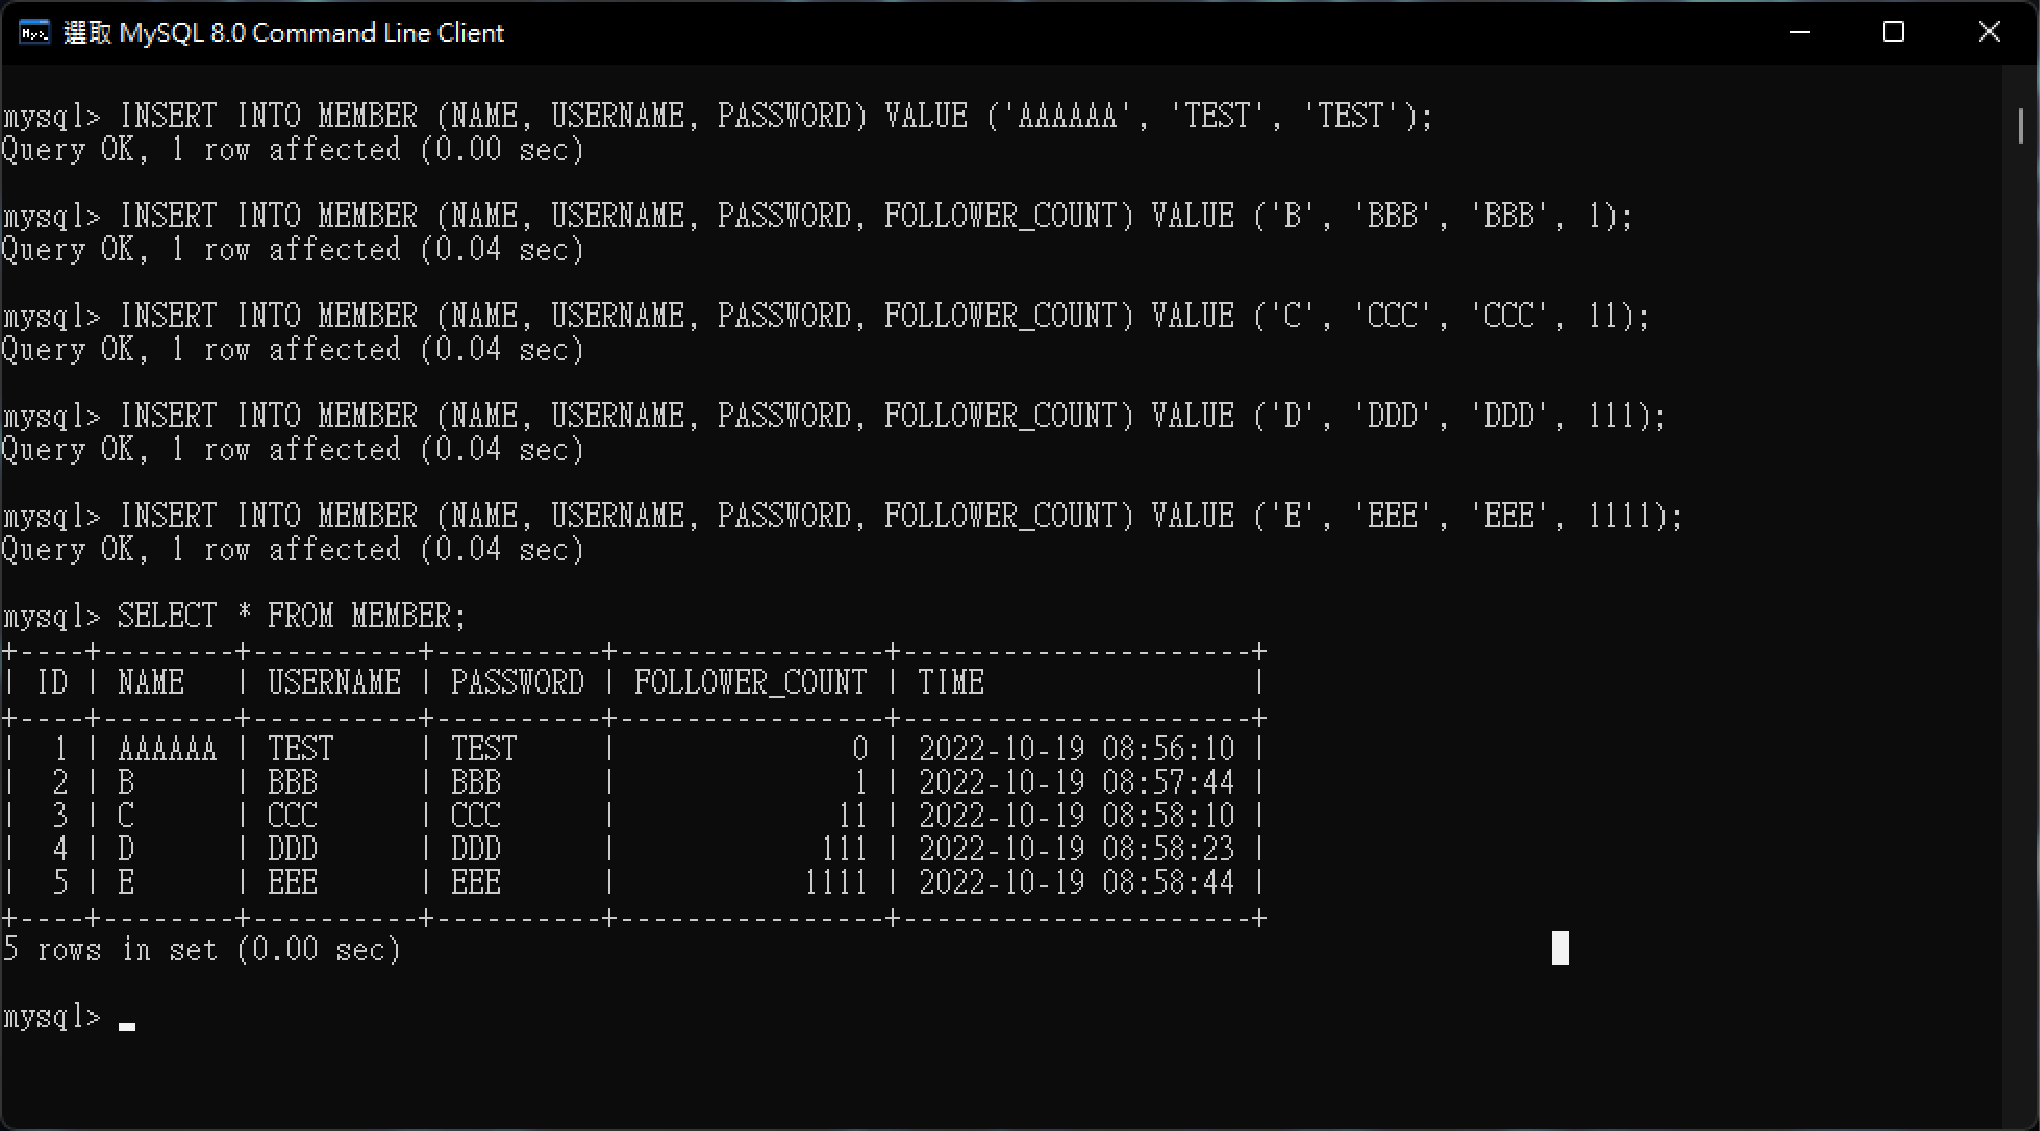 選取 MySQL 8.0 Command Line Client
mysql> INSERT INTO MEMBER (NAME, USERNAME, PASSWORD) VALUE ('AAAAAA', 'TEST', 'TEST');
Query OK, 1 row affected (0.00 sec)
mysql> INSERT INTO MEMBER (NAME, USERNAME, PASSWORD, FOLLOWER_COUNT) VALUE ('B', 'BBB', 'BBB', 1);
Query OK, 1 row affected (0.04 sec)
mysql> INSERT INTO MEMBER (NAME, USERNAME, PASSWORD, FOLLOWER_COUNT) VALUE ('C', 'CCC', 'CCC', 11);
Query OK, 1 row affected (0.04 sec)
mysql> INSERT INTO MEMBER (NAME, USERNAME, PASSWORD, FOLLOWER_COUNT) VALUE ('D', 'DDD', 'DDD', 111);
Query OK, 1 row affected (0.04 sec)
mysql> INSERT INTO MEMBER (NAME, USERNAME, PASSWORD, FOLLOWER_COUNT) VALUE ('E', 'EEE', 'EEE', 1111);
Query OK, 1 row affected (0.04 sec)
mysql> SELECT * FROM MEMBER;
+----+--------+----------+----------+----------------+---------------------+
| ID | NAME   | USERNAME | PASSWORD | FOLLOWER_COUNT | TIME                |
+----+--------+----------+----------+----------------+---------------------+
|  1 | AAAAAA | TEST     | TEST     |              0 | 2022-10-19 08:56:10 |
|  2 | B      | BBB      | BBB      |              1 | 2022-10-19 08:57:44 |
|  3 | C      | CCC      | CCC      |             11 | 2022-10-19 08:58:10 |
|  4 | D      | DDD      | DDD      |            111 | 2022-10-19 08:58:23 |
|  5 | E      | EEE      | EEE      |           1111 | 2022-10-19 08:58:44 |
+----+--------+----------+----------+----------------+---------------------+
5 rows in set (0.00 sec)
mysql>